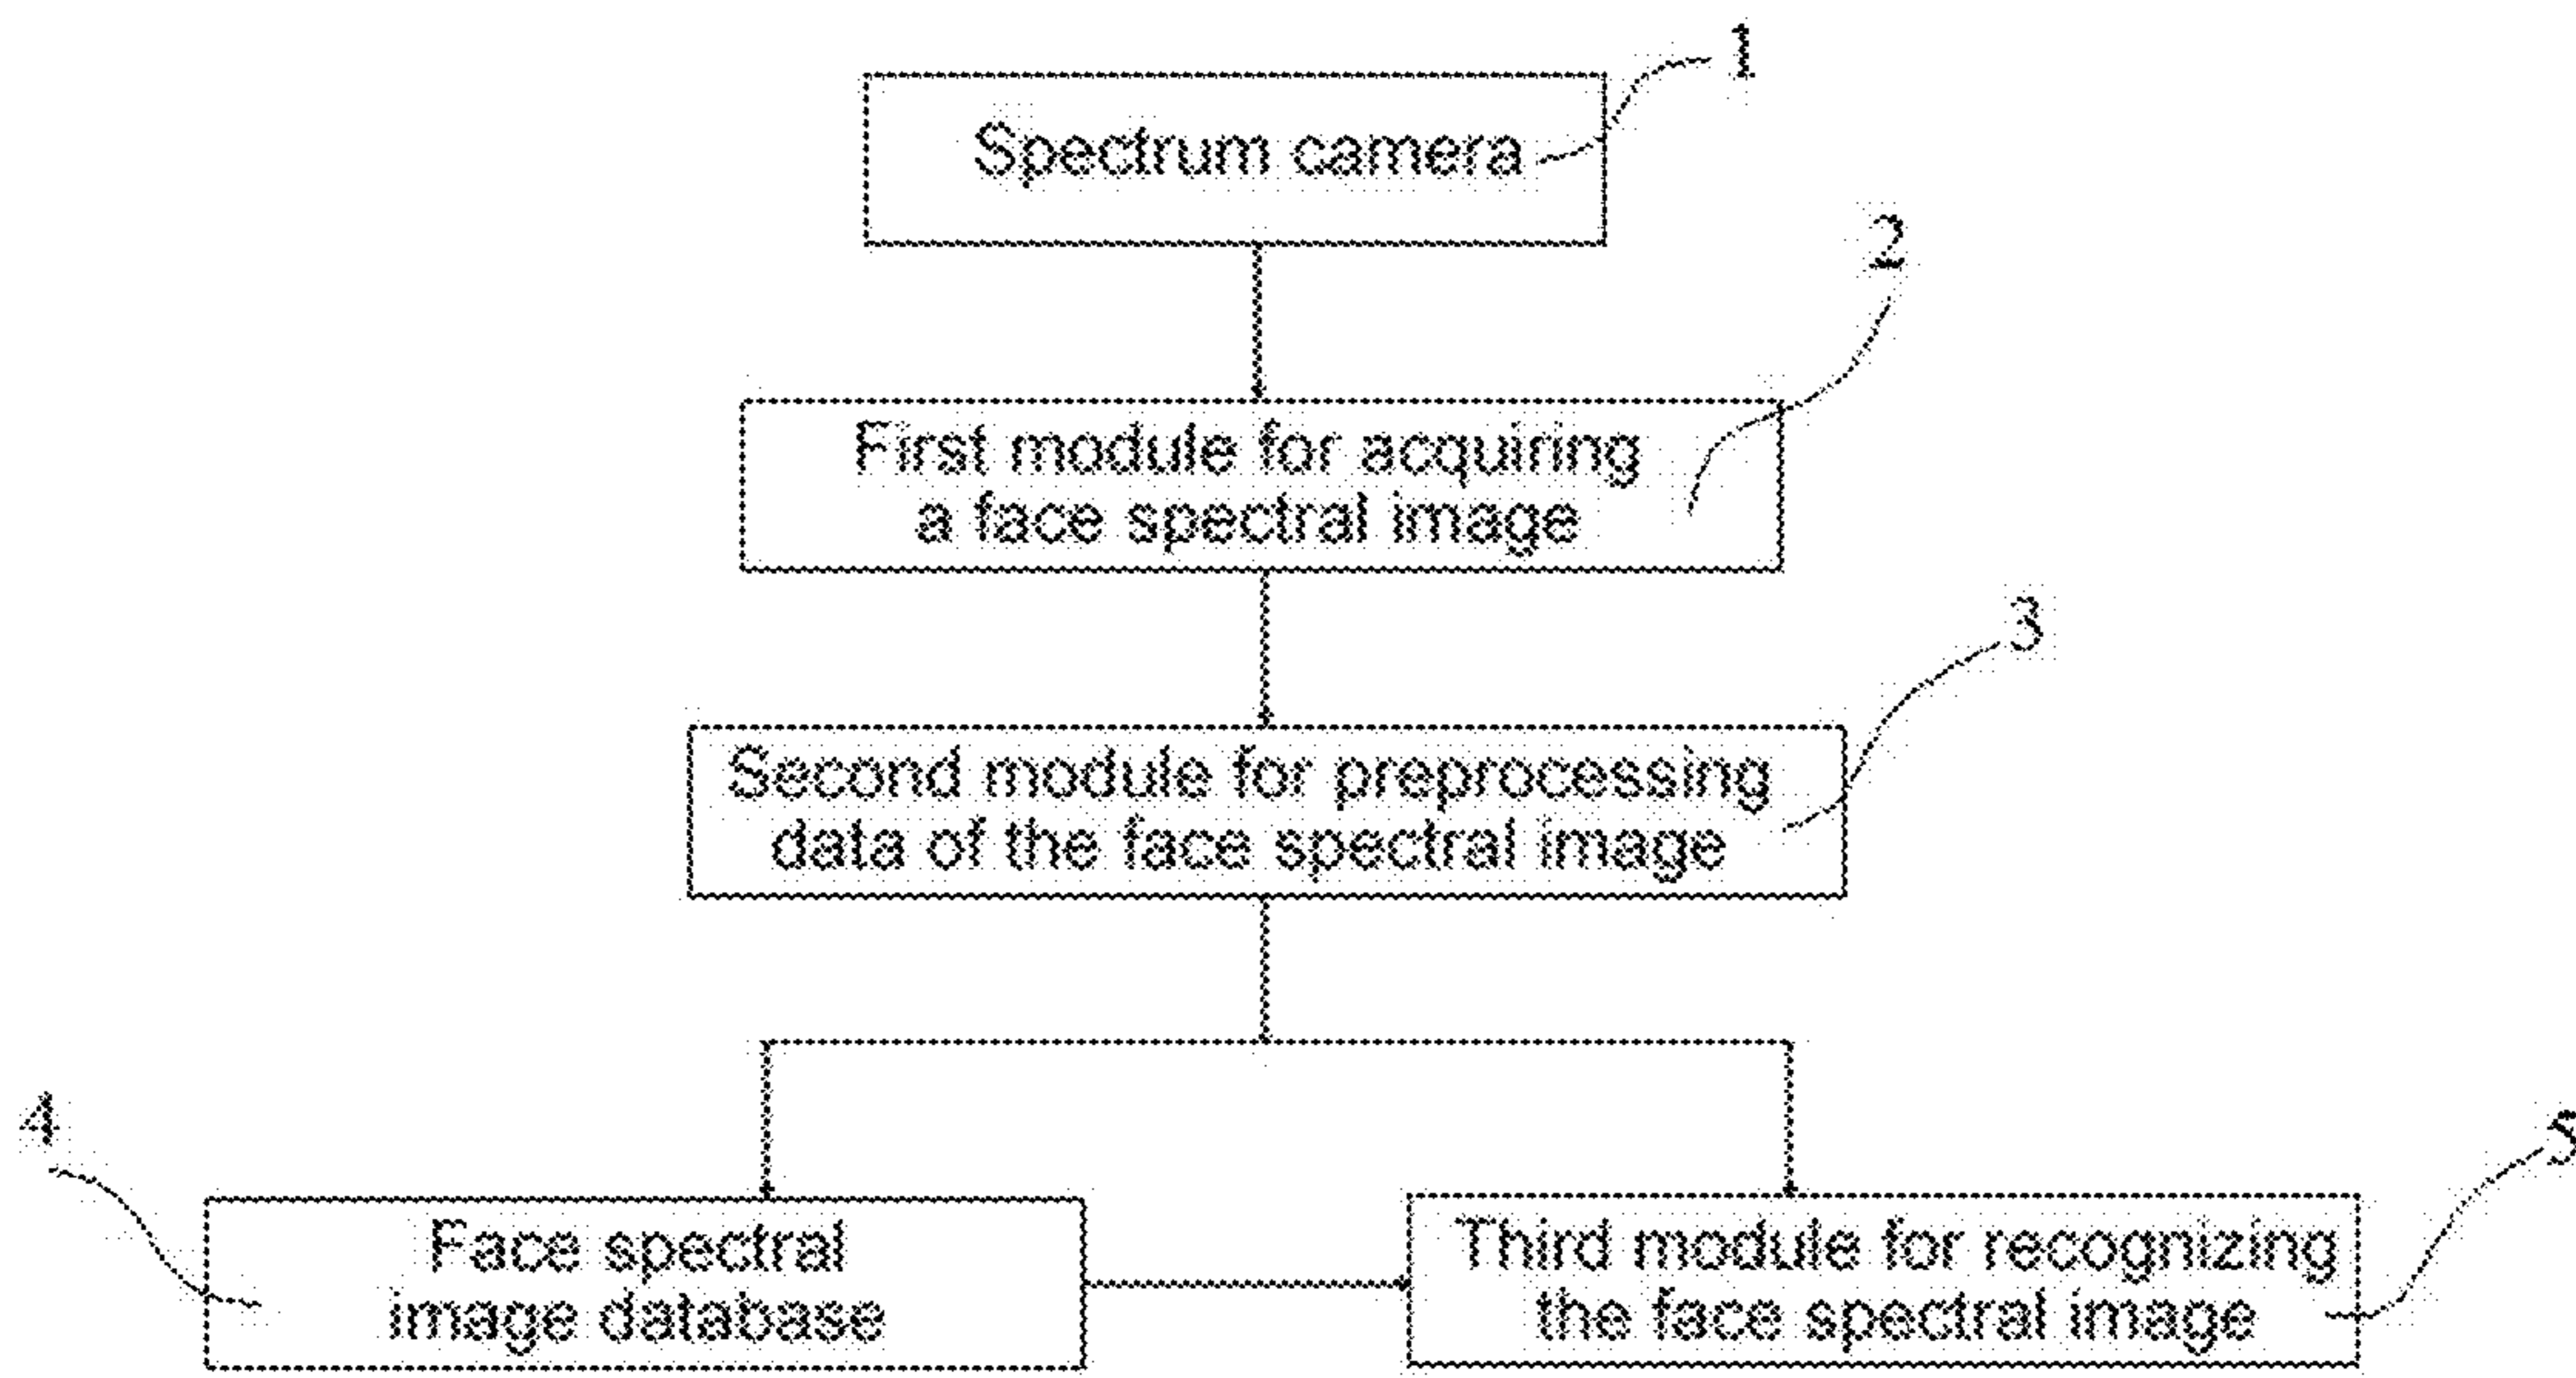 1
Spectrum camera
2
First module for acquiring
a face spectral image
3
Second module for preprocessing
data of the face spectral image
4
5
Face spectral
image database
Third module for recognizing
the face spectral image